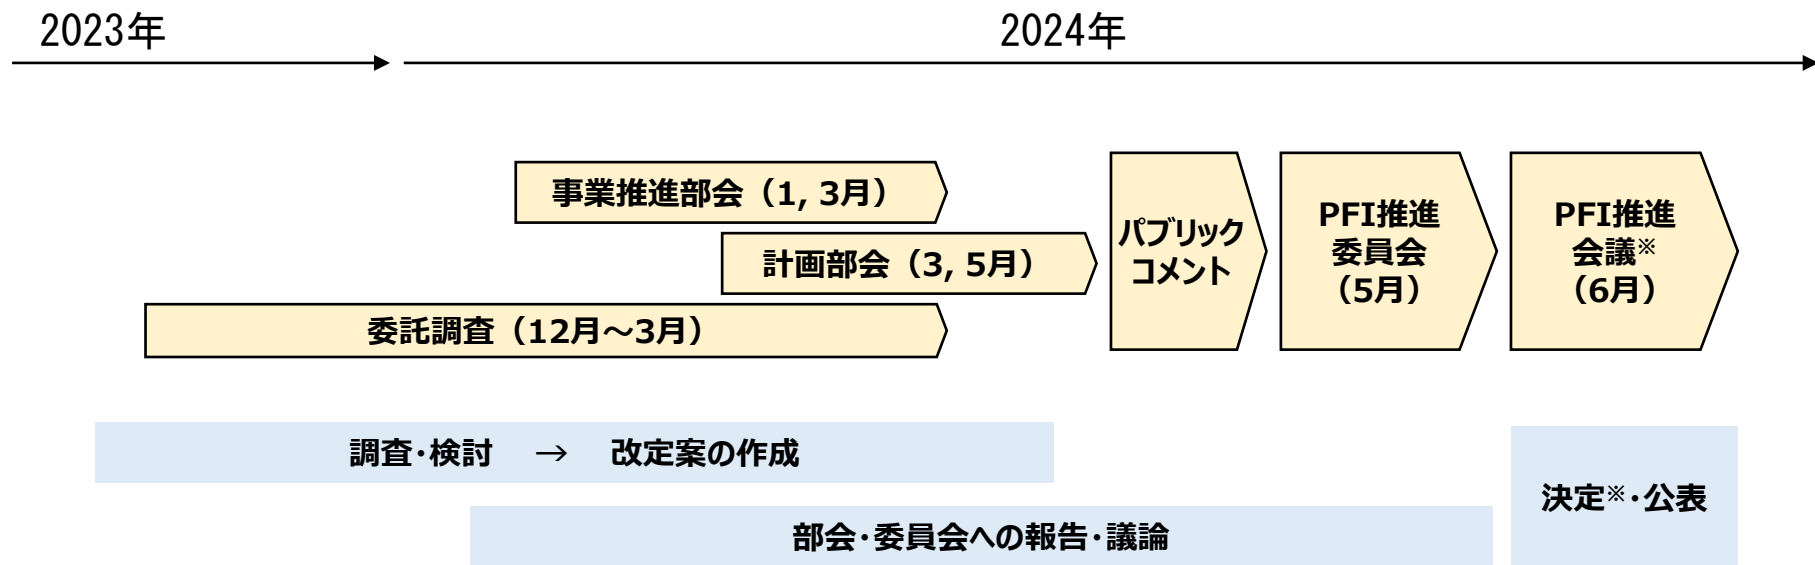 2023年
2024年
事業推進部会（1, 3月）
計画部会（3, 5月）
委託調査（12月～3月）
パブリック
コメント
PFI推進
委員会
（5月）
PFI推進
会議※
（6月）
調査・検討　→　改定案の作成
部会・委員会への報告・議論
決定※・公表